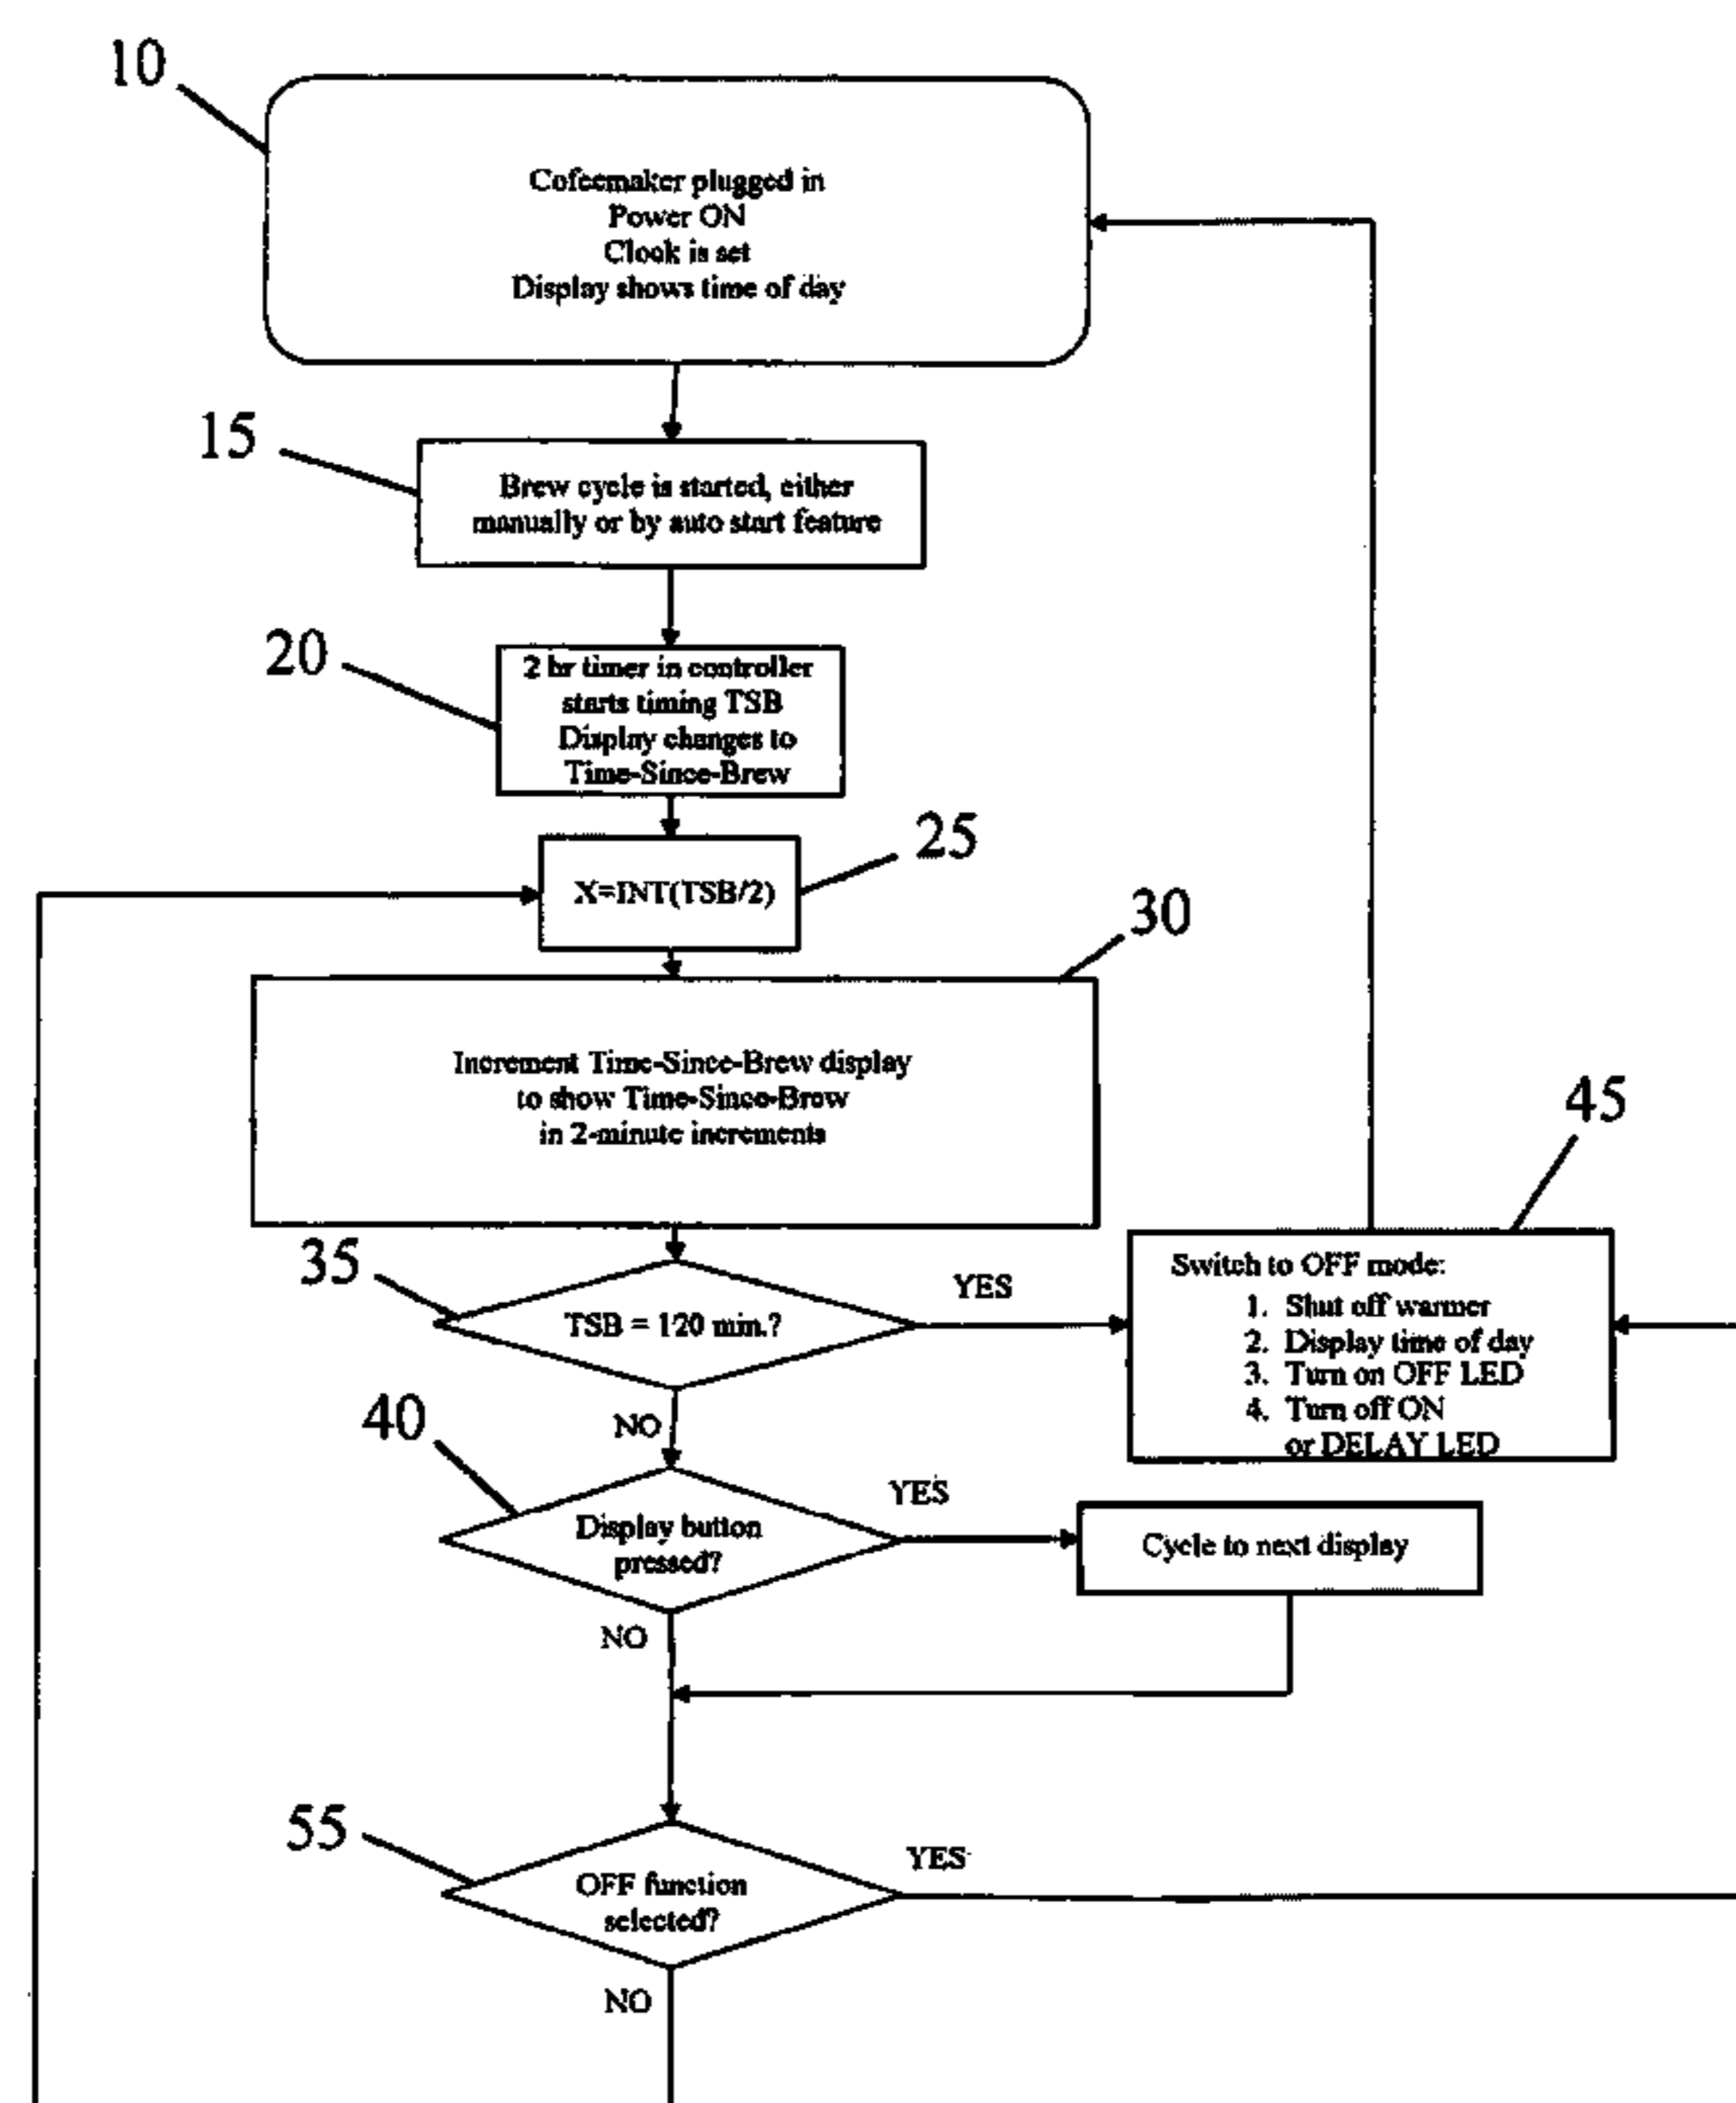 10
Cofeemaker plugged in
Power ON
Clock is set
Display shows time of day
15
Brew cycle is started, either
manually or by auto start feature
20
2 hr timer in controller
starts timing TSB
Display changes to
Time-Since-Brew
25
X=INT(TSB/2)
30
Increment Time-Since-Brew display
to show Time-Since-Brew
in 2-minute increments
45
Switch to OFF mode:
1. Shut off warmer
2. Display time of day
3. Turn on OFF LED
4. Turn off ON
or DELAY LED
35
TSB = 120 min.?
YES
NO
40
Display button
pressed?
YES
Cycle to next display
NO
55
OFF function
selected?
YES
NO